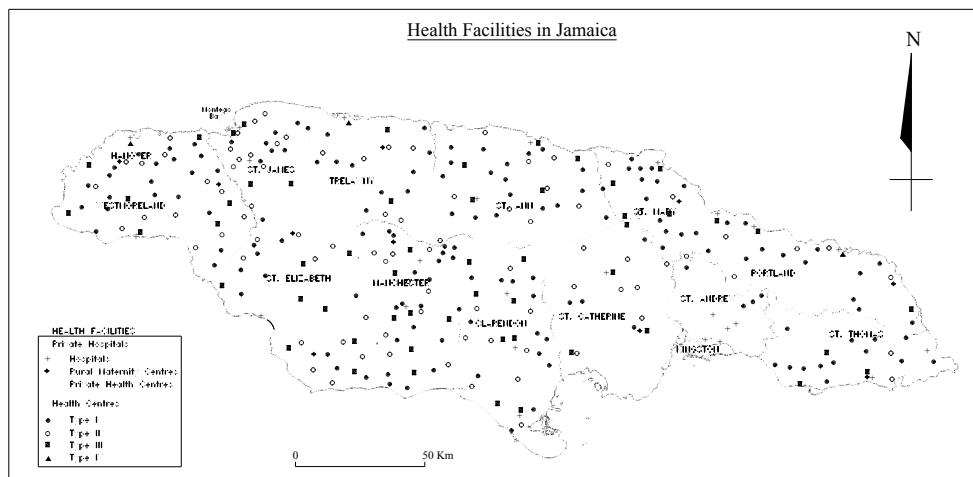 Health Facilities in Jamaica
N
Montego
Bay
HANOVER
ST. JAMES
TRELAWNY
WESTMORELAND
ST. ANN
ST. MARY
PORTLAND
ST. ELIZABETH
MANCHESTER
ST. ANDREW
CLARENDON
ST. CATHERINE
ST. THOMAS
KINGSTON
HEALTH FACILITIES
Private Hospitals
Hospitals
Rural Maternity Centres
Private Health Centres
Health Centres
Type I
Type II
Type III
0 50 Km